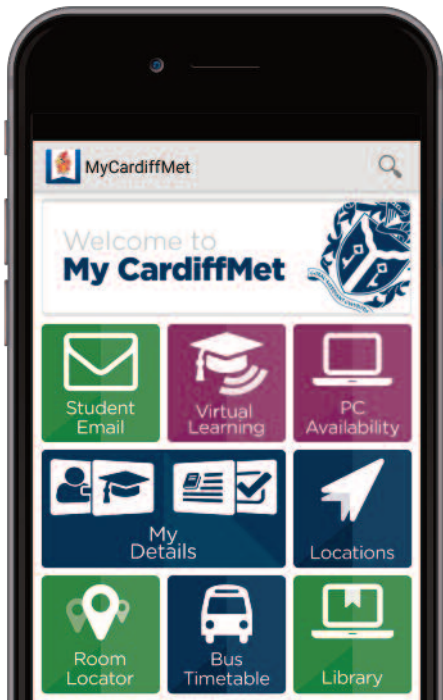 MyCardiffMet
Welcome to
My CardiffMet
Student
Email
Virtual
Learning
PC
Availability
My
Details
Locations
Room
Locator
Bus
Timetable
Library